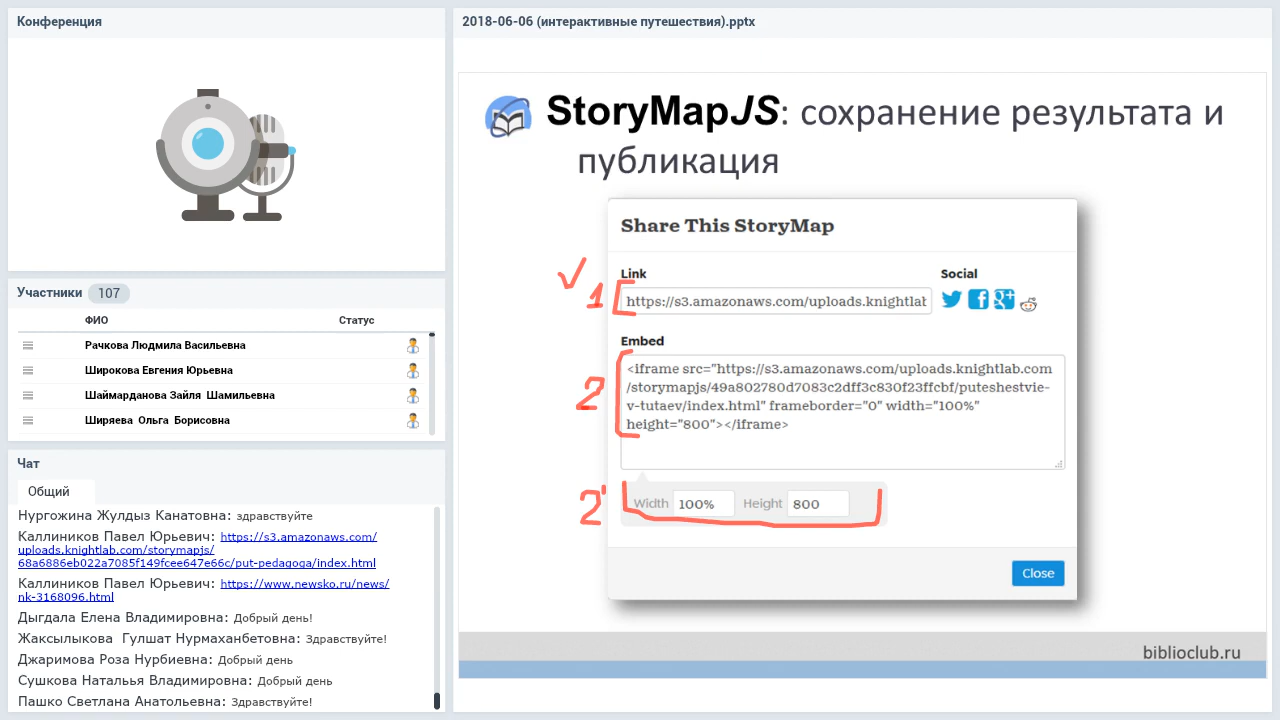 Конференция
Участники 107
ФИО Статус
Рачкова Людмила Васильевна
Широкова Евгения Юрьевна
Шаймарданова Зайля Шамильевна
Ширяева Ольга Борисовна
Чат
Общий
Нургожина Жулдыз Канатовна: здравствуйте
Каллиников Павел Юрьевич: https://s3.amazonaws.com/
uploads.knightlab.com/storymapjs/
68a6886eb022a7085f149fcee647e66c/put-pedagoga/index.html
Каллиников Павел Юрьевич: https://www.newsko.ru/news/
nk-3168096.html
Дыгдала Елена Владимировна: Добрый день!
Жаксылыкова Гулшат Нурмаханбетовна: Здравствуйте!
Джаримова Роза Нурбиевна: Добрый день
Сушкова Наталья Владимировна: Добрый день
Пашко Светлана Анатольевна: Здравствуйте!
2018-06-06 (интерактивные путешествия).pptx
StoryMapJS: сохранение результата и
публикация
Share This StoryMap
Link Social
1 https://s3.amazonaws.com/uploads.knightlab
Embed
2
<iframe src="https://s3.amazonaws.com/uploads.knightlab.com
/storymapjs/49a802780d7083c2dff3c830f23ffcbf/puteshestvie-
v-tutaev/index.html" frameborder="0" width="100%"
height="800"></iframe>
2' Width 100% Height 800
Close
biblioclub.ru